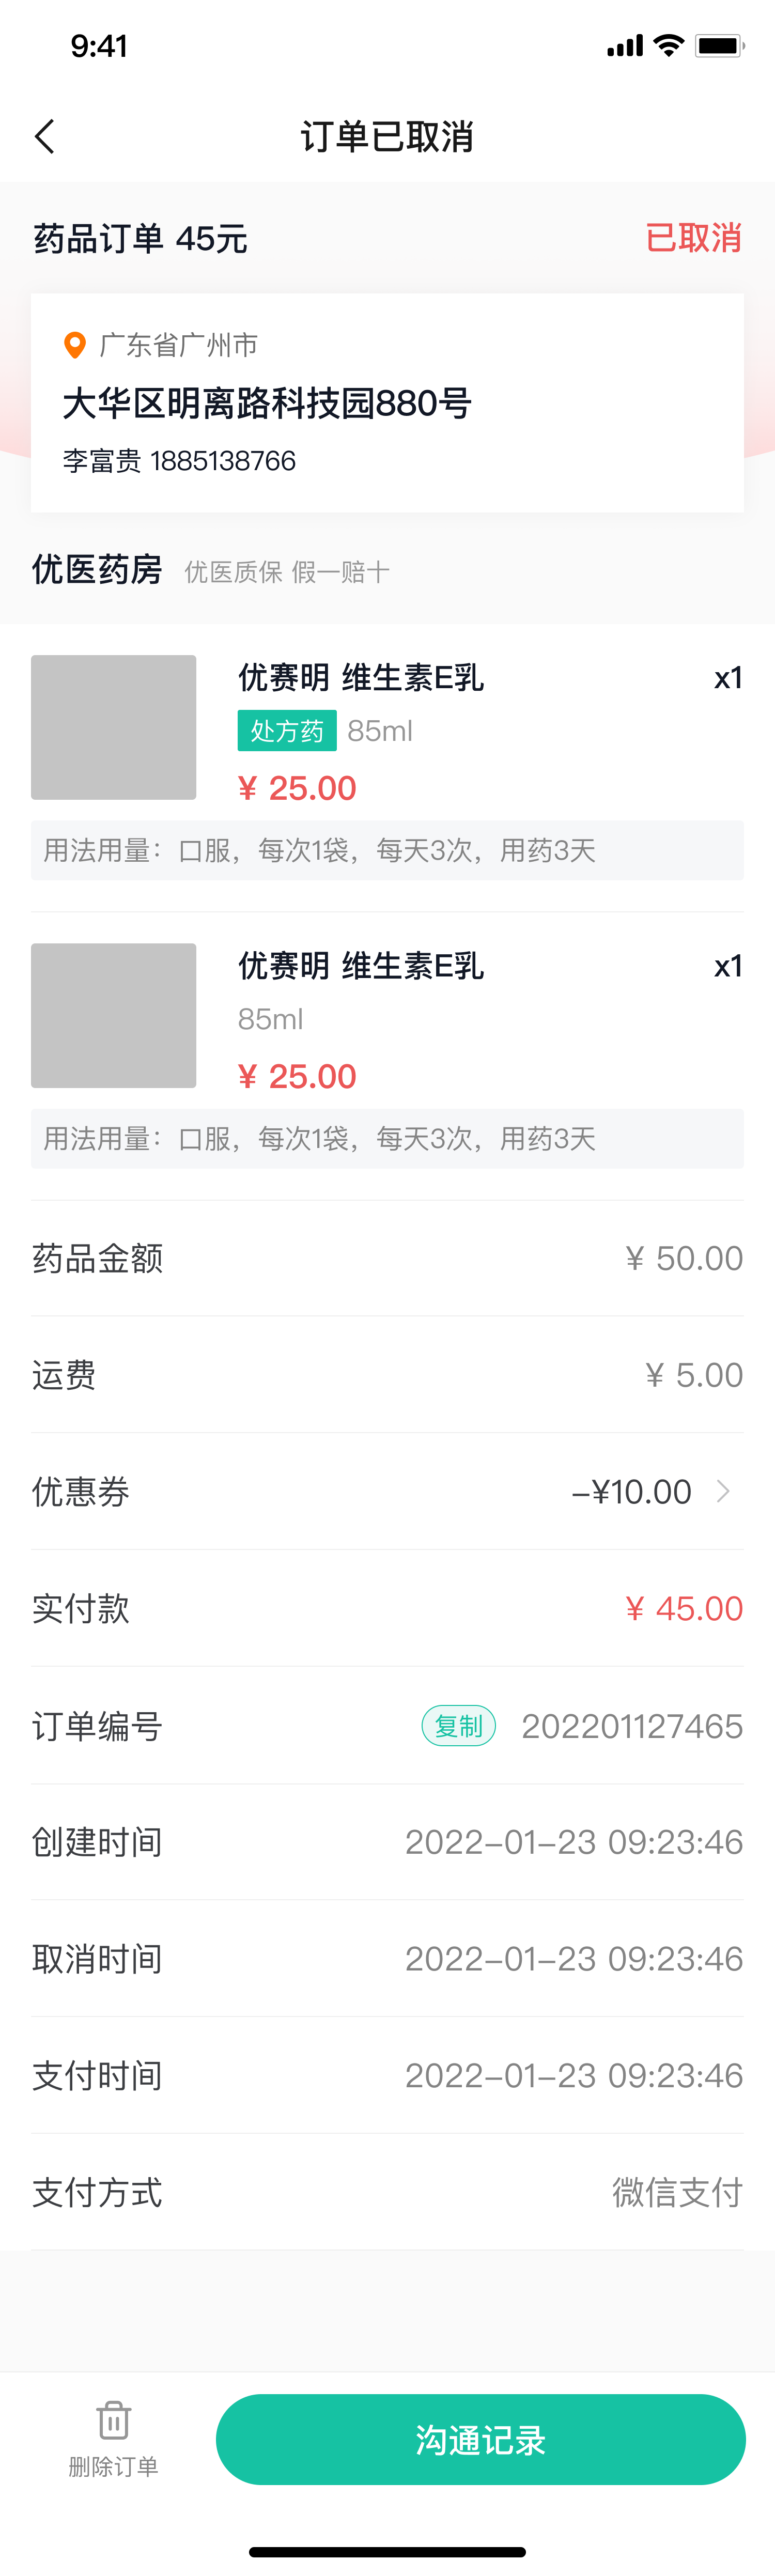 9:41
订单已取消
药品订单 45元
已取消
广东省广州市
大华区明离路科技园880号
李富贵 1885138766
优医药房 优医质保 假一赔十
优赛明 维生素E乳 x1
处方药 85ml
¥ 25.00
用法用量：口服，每次1袋，每天3次，用药3天
优赛明 维生素E乳 x1
85ml
¥ 25.00
用法用量：口服，每次1袋，每天3次，用药3天
药品金额 ¥ 50.00
运费 ¥ 5.00
优惠券 -¥10.00
实付款 ¥ 45.00
订单编号 复制 202201127465
创建时间 2022-01-23 09:23:46
取消时间 2022-01-23 09:23:46
支付时间 2022-01-23 09:23:46
支付方式 微信支付
删除订单
沟通记录